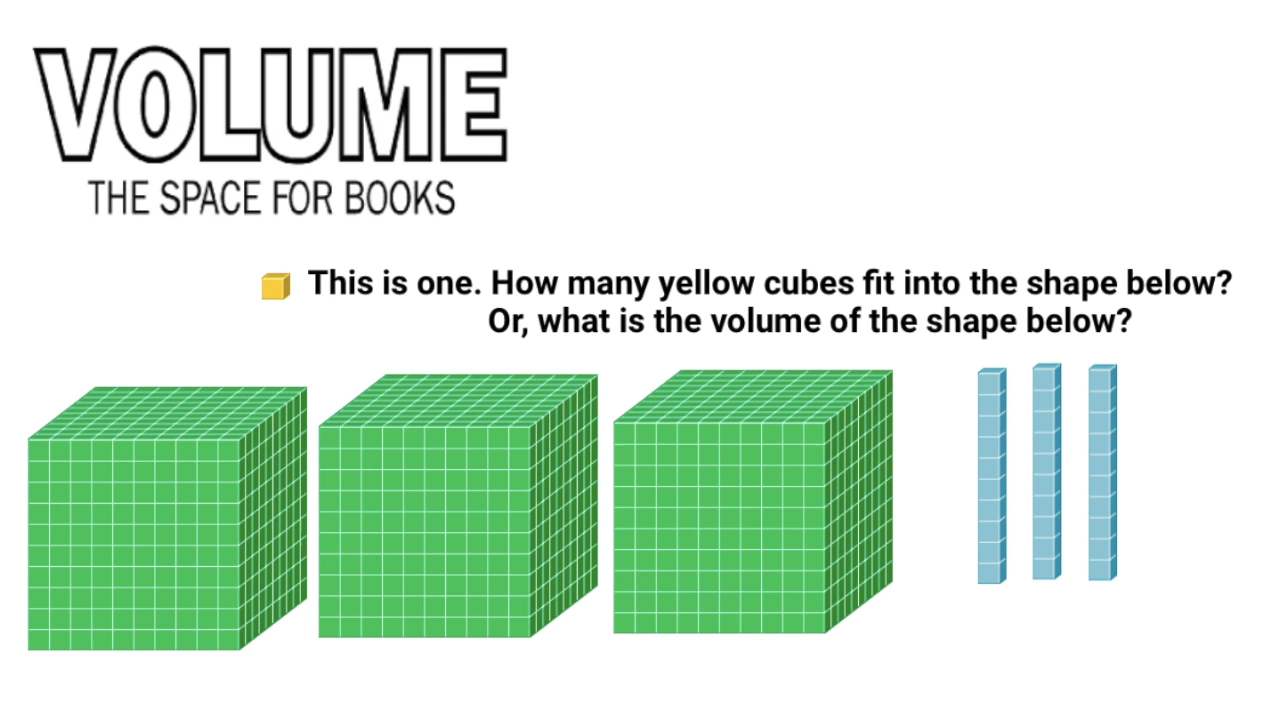 VOLUME
THE SPACE FOR BOOKS
This is one. How many yellow cubes fit into the shape below?
Or, what is the volume of the shape below?